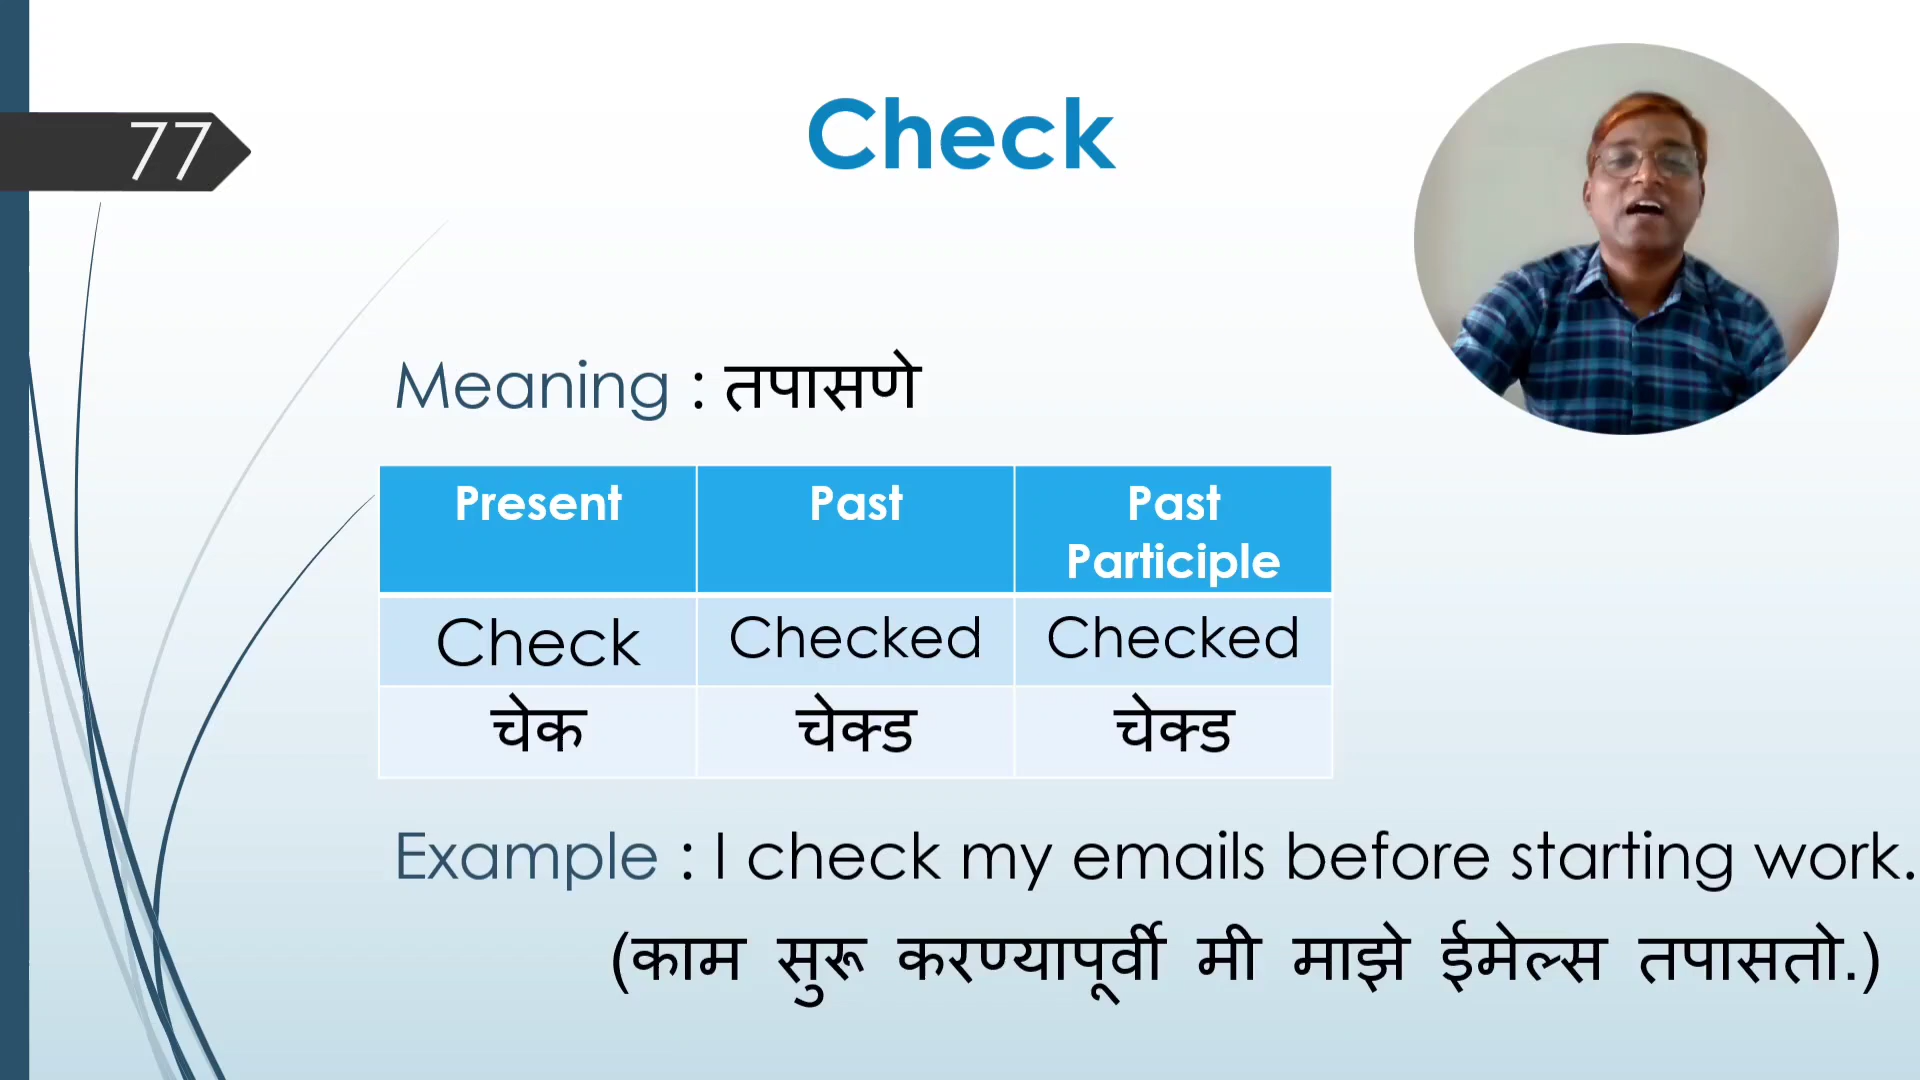 77
Check
Meaning : तपासणे
Present Past Past Participle
Check Checked Checked
चेक चेक्ड चेक्ड
Example : I check my emails before starting work.
(काम सुरू करण्यापूर्वी मी माझे ईमेल्स तपासतो.)